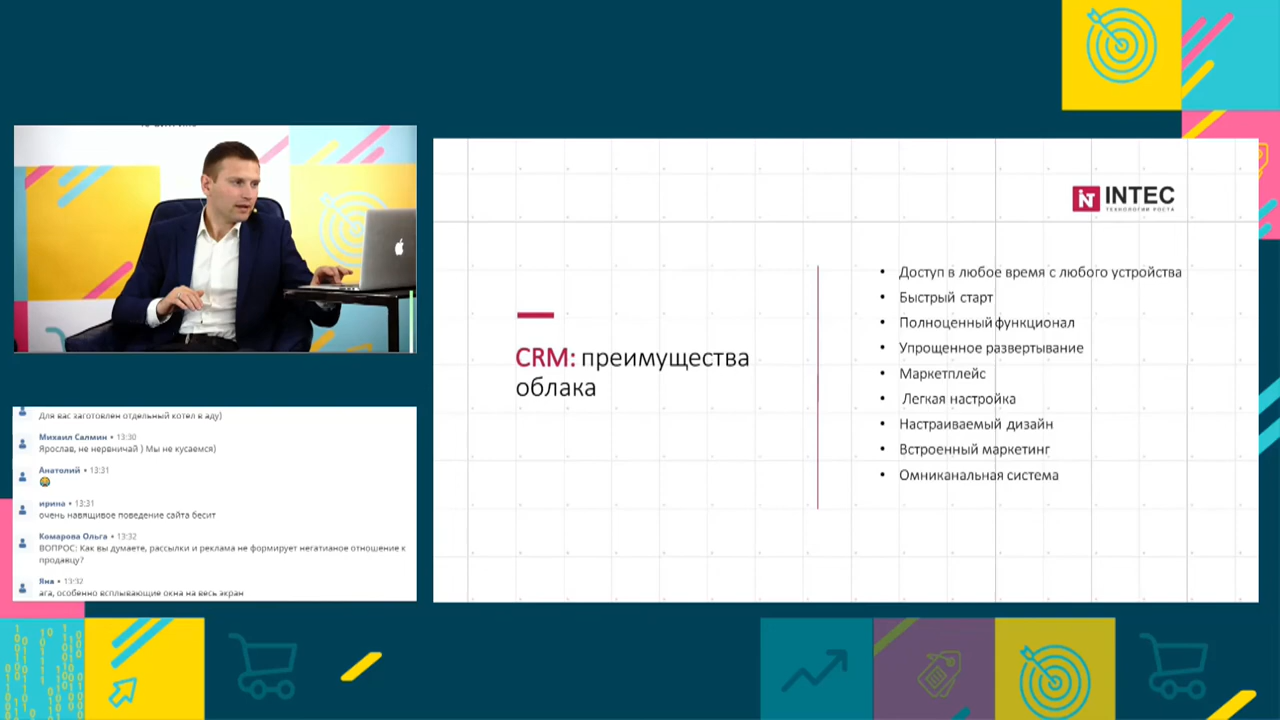 INTEC
ТЕХНОЛОГИИ РОСТА
CRM: преимущества
облака
• Доступ в любое время с любого устройства
• Быстрый старт
• Полноценный функционал
• Упрощенное развертывание
• Маркетплейс
• Легкая настройка
• Настраиваемый дизайн
• Встроенный маркетинг
• Омниканальная система
Для вас заготовлен отдельный котел в аду)
Михаил Салмин • 13:30
Ярослав, не нервничай ) Мы не кусаемся)
Анатолий • 13:31
ирина • 13:31
очень навящивое поведение сайта бесит
Комарова Ольга • 13:32
ВОПРОС: Как вы думаете, рассылки и реклама не формирует негатианое отношение к
продавцу?
Яна • 13:32
ага, особенно всплывающие окна на весь экран